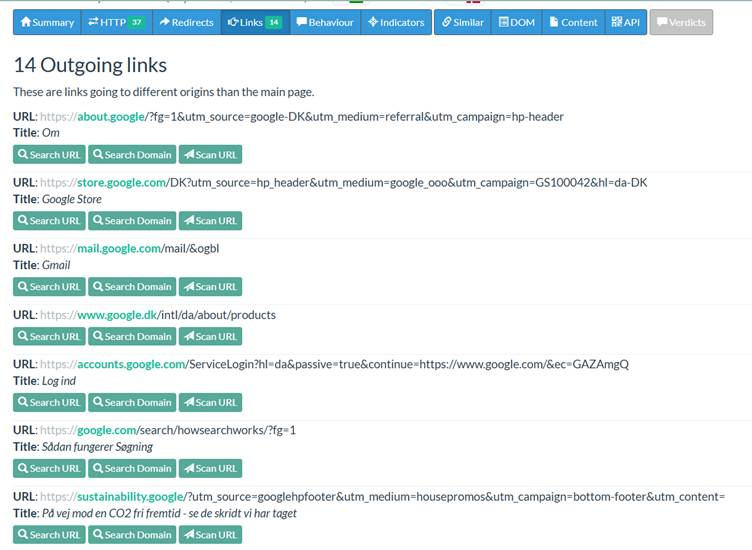 Summary HTTP 37 Redirects Links 14 Behaviour Indicators Similar DOM Content API Verdicts
14 Outgoing links
These are links going to different origins than the main page.
URL: https://about.google/?fg=1&utm_source=google-DK&utm_medium=referral&utm_campaign=hp-header
Title: Om
Search URL Search Domain Scan URL
URL: https://store.google.com/DK?utm_source=hp_header&utm_medium=google_ooo&utm_campaign=GS100042&hl=da-DK
Title: Google Store
Search URL Search Domain Scan URL
URL: https://mail.google.com/mail/&ogbl
Title: Gmail
Search URL Search Domain Scan URL
URL: https://www.google.dk/intl/da/about/products
Search URL Search Domain Scan URL
URL: https://accounts.google.com/ServiceLogin?hl=da&passive=true&continue=https://www.google.com/&ec=GAZAmgQ
Title: Log ind
Search URL Search Domain Scan URL
URL: https://google.com/search/howsearchworks/?fg=1
Title: Sådan fungerer Søgning
Search URL Search Domain Scan URL
URL: https://sustainability.google/?utm_source=googlehpfooter&utm_medium=housepromos&utm_campaign=bottom-footer&utm_content=
Title: På vej mod en CO2 fri fremtid - se de skridt vi har taget
Search URL Search Domain Scan URL